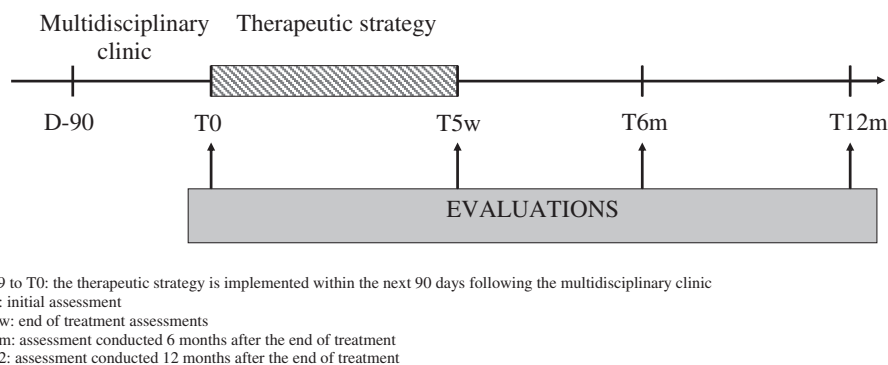 Multidisciplinary
clinic
Therapeutic strategy
D-90 T0 T5w T6m T12m
EVALUATIONS
9 to T0: the therapeutic strategy is implemented within the next 90 days following the multidisciplinary clinic
: initial assessment
w: end of treatment assessments
m: assessment conducted 6 months after the end of treatment
2: assessment conducted 12 months after the end of treatment